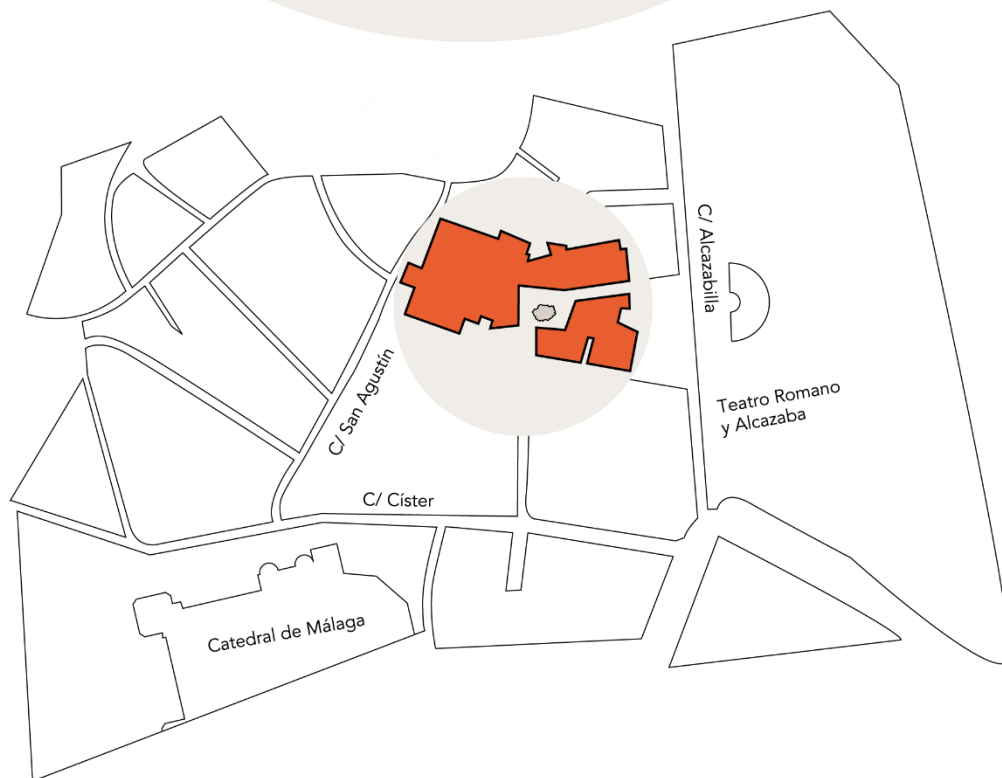 C/ Alcazabilla
C/ San Agustín
Teatro Romano
y Alcazaba
C/ Císter
Catedral de Málaga